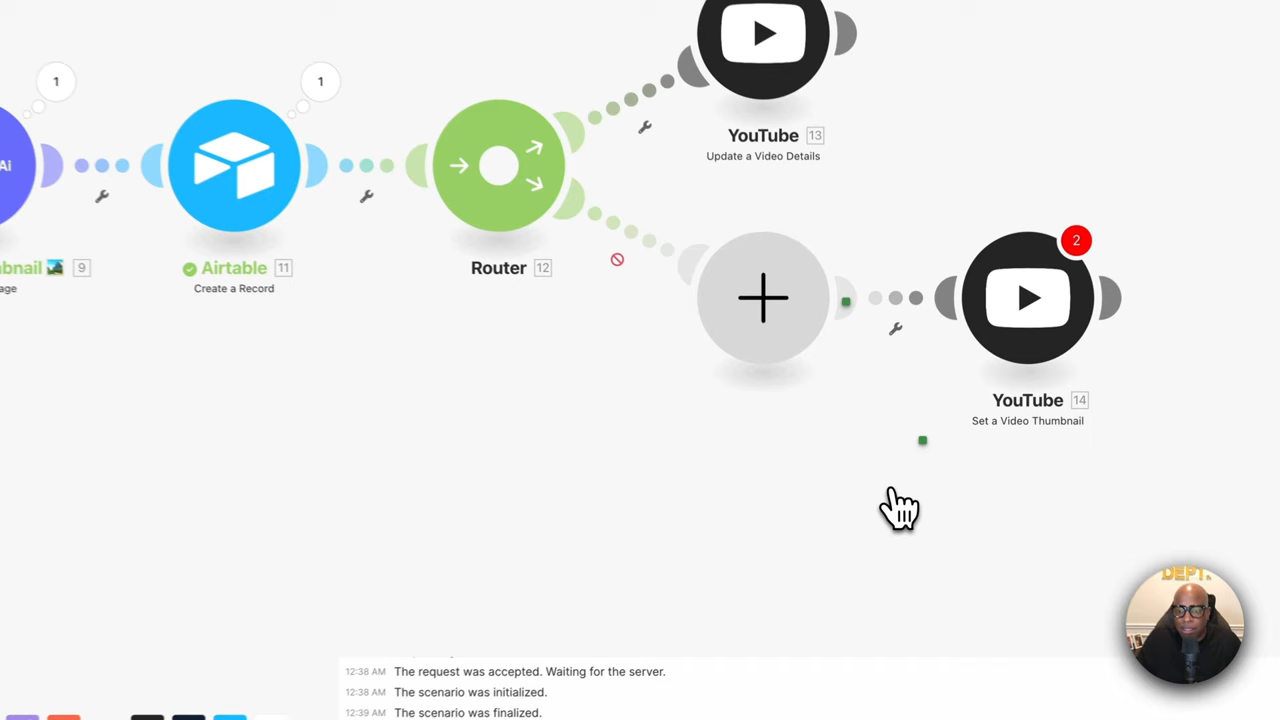 1
1
Ai
YouTube 13
Update a Video Details
bnail 9
age
Airtable 11
Create a Record
Router 12
2
YouTube 14
Set a Video Thumbnail
DEPT.
12:38 AM The request was accepted. Waiting for the server.
12:38 AM The scenario was initialized.
12:39 AM The scenario was finalized.